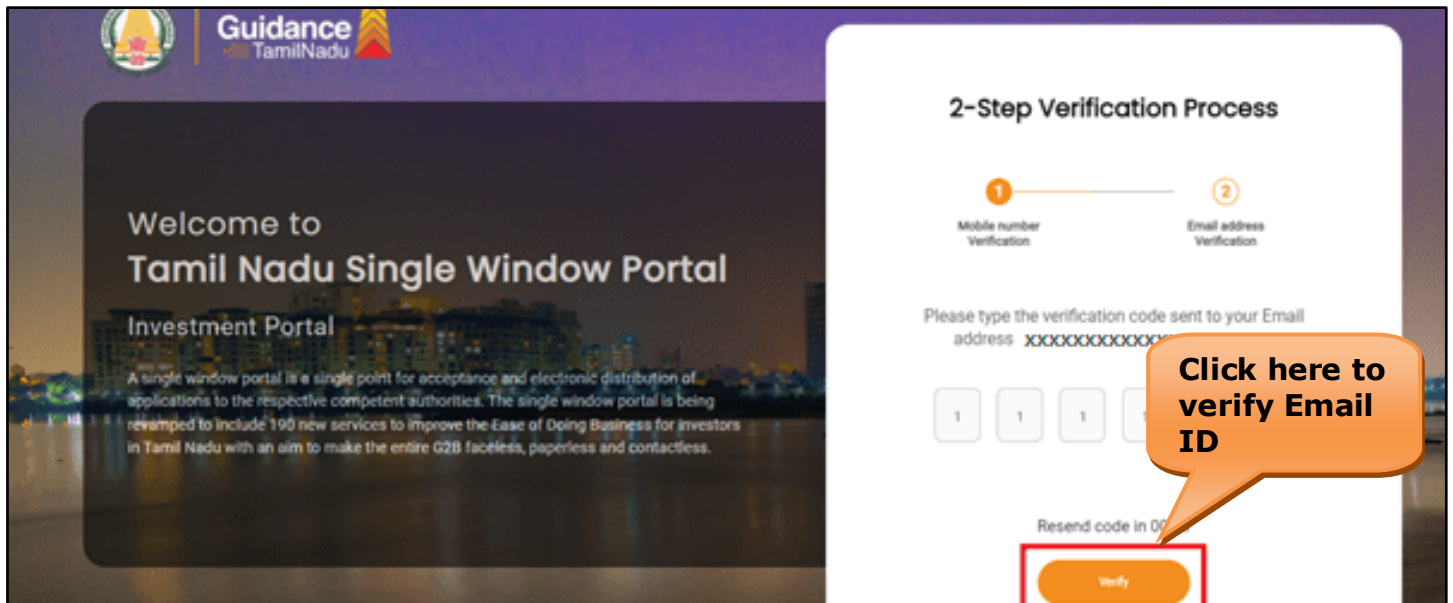 Guidance
TamilNadu
Welcome to
Tamil Nadu Single Window Portal
Investment Portal
A single window portal is a single point for acceptance and electronic distribution of
applications to the respective competent authorities. The single window portal is being
revamped to include 190 new services to improve the Ease of Doing Business for investors
in Tamil Nadu with an aim to make the entire G2B faceless, paperless and contactless.
2-Step Verification Process
1
2
Mobile number
Verification
Email address
Verification
Please type the verification code sent to your Email
address XXXXXXXXXXXXX
1 1 1 1
Resend code in
Verify
Click here to
verify Email
ID